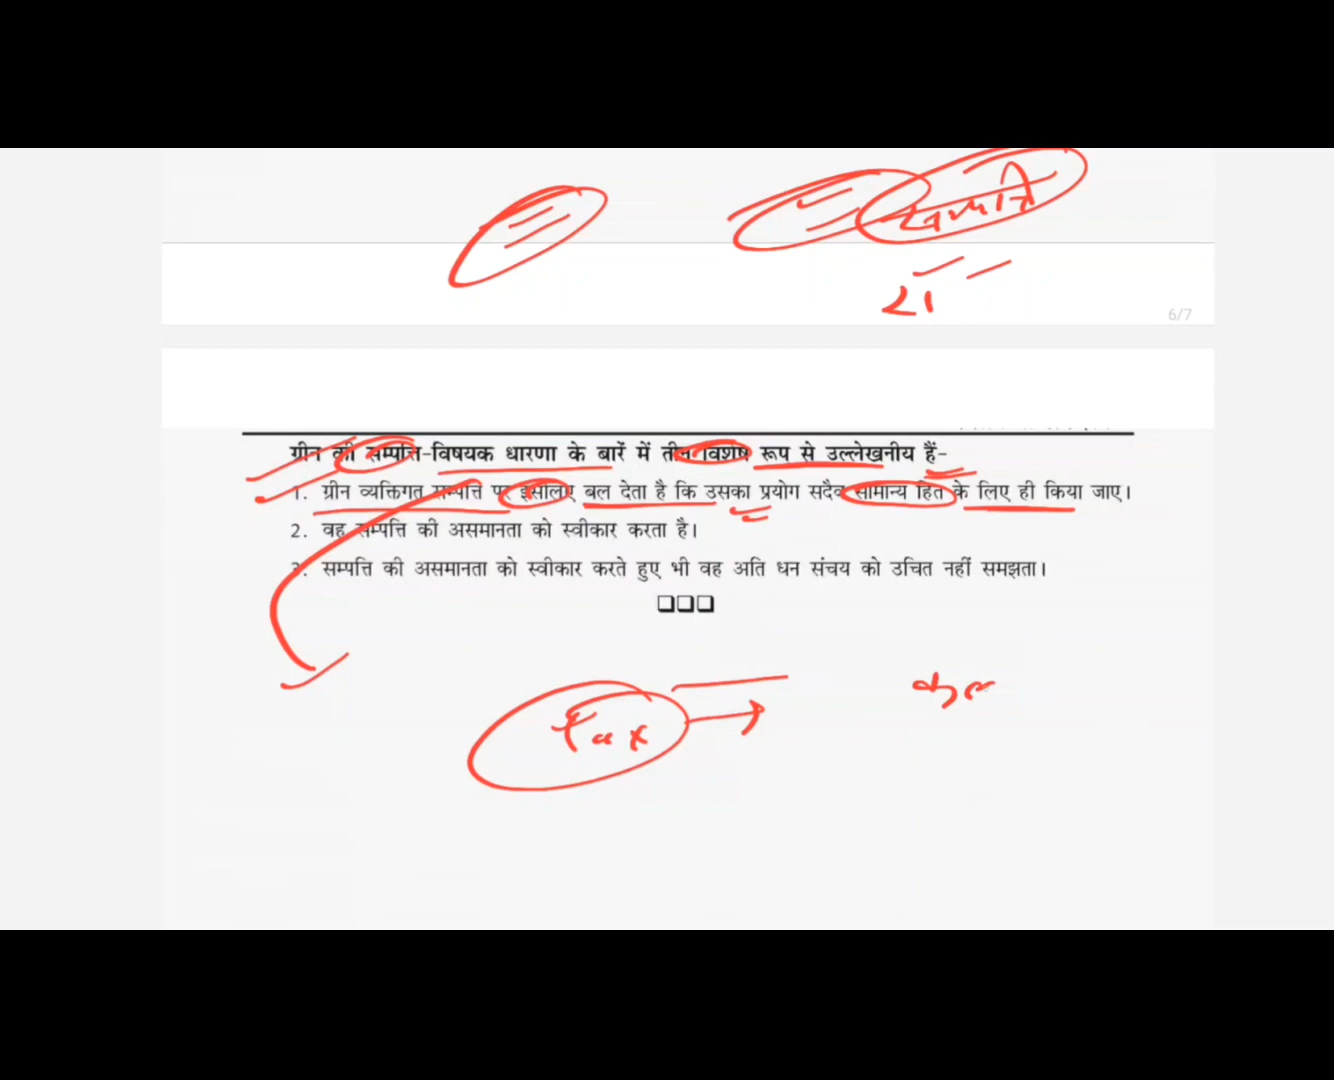 सम्पत्ति
रा
6/7
ग्रीन की सम्पत्ति-विषयक धारणा के बारें में तीन विशेष रूप से उल्लेखनीय हैं-
1. ग्रीन व्यक्तिगत सम्पत्ति पर इसलिए बल देता है कि उसका प्रयोग सदैव सामान्य हित के लिए ही किया जाए।
2. वह सम्पत्ति की असमानता को स्वीकार करता है।
3. सम्पत्ति की असमानता को स्वीकार करते हुए भी वह अति धन संचय को उचित नहीं समझता।
Tax